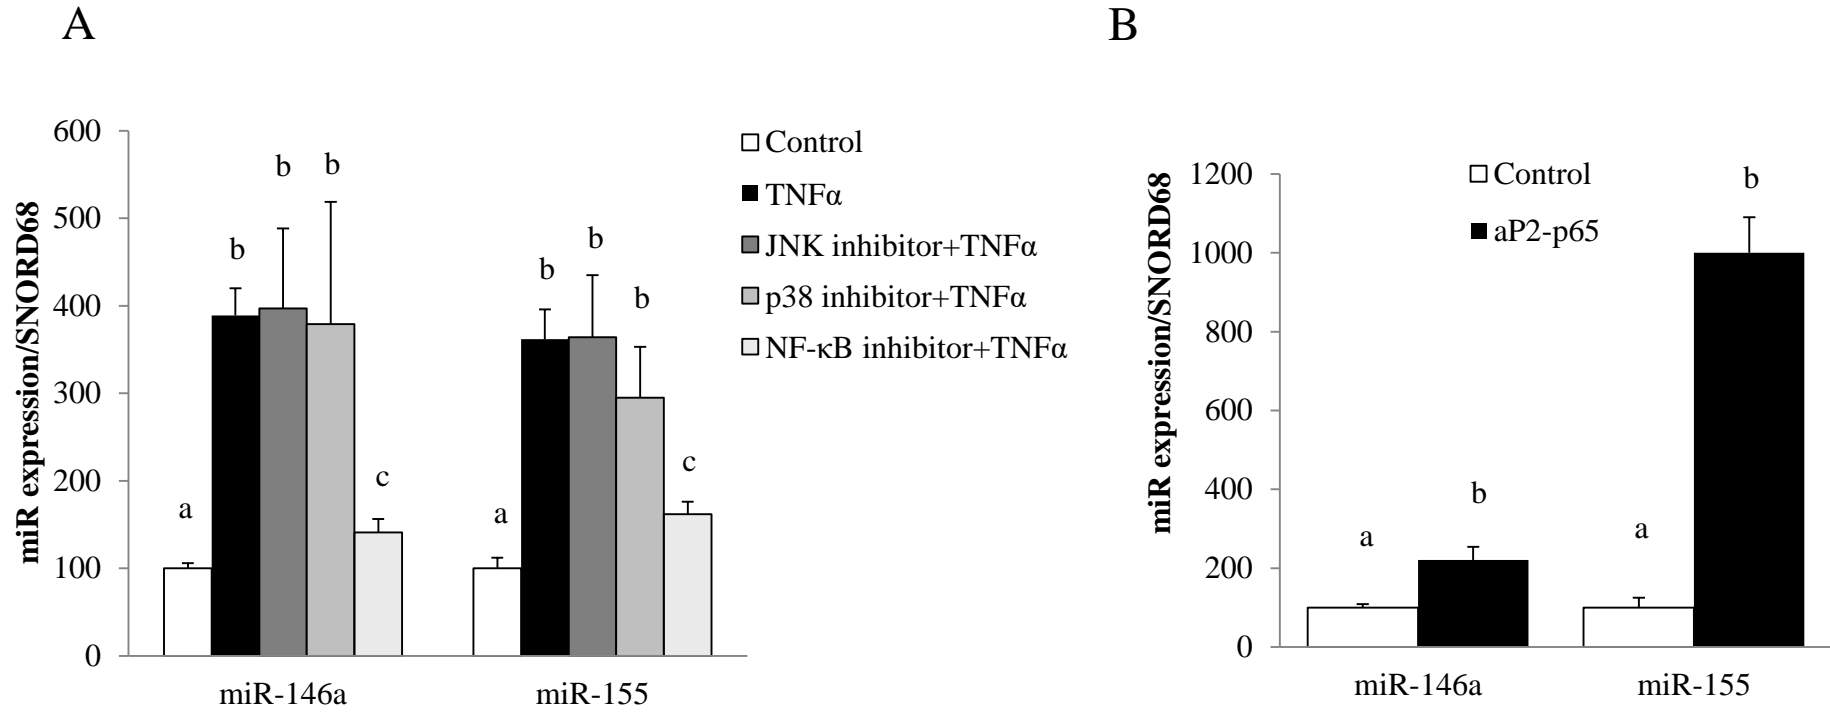 A
miR expression/SNORD68
600
500
400
300
200
100
0
a
b
b
b
c
a
b
b
b
c
miR-146a
miR-155
Control
TNFα
JNK inhibitor+TNFα
p38 inhibitor+TNFα
NF-κB inhibitor+TNFα
B
miR expression/SNORD68
1200
1000
800
600
400
200
0
a
b
a
b
miR-146a
miR-155
Control
aP2-p65